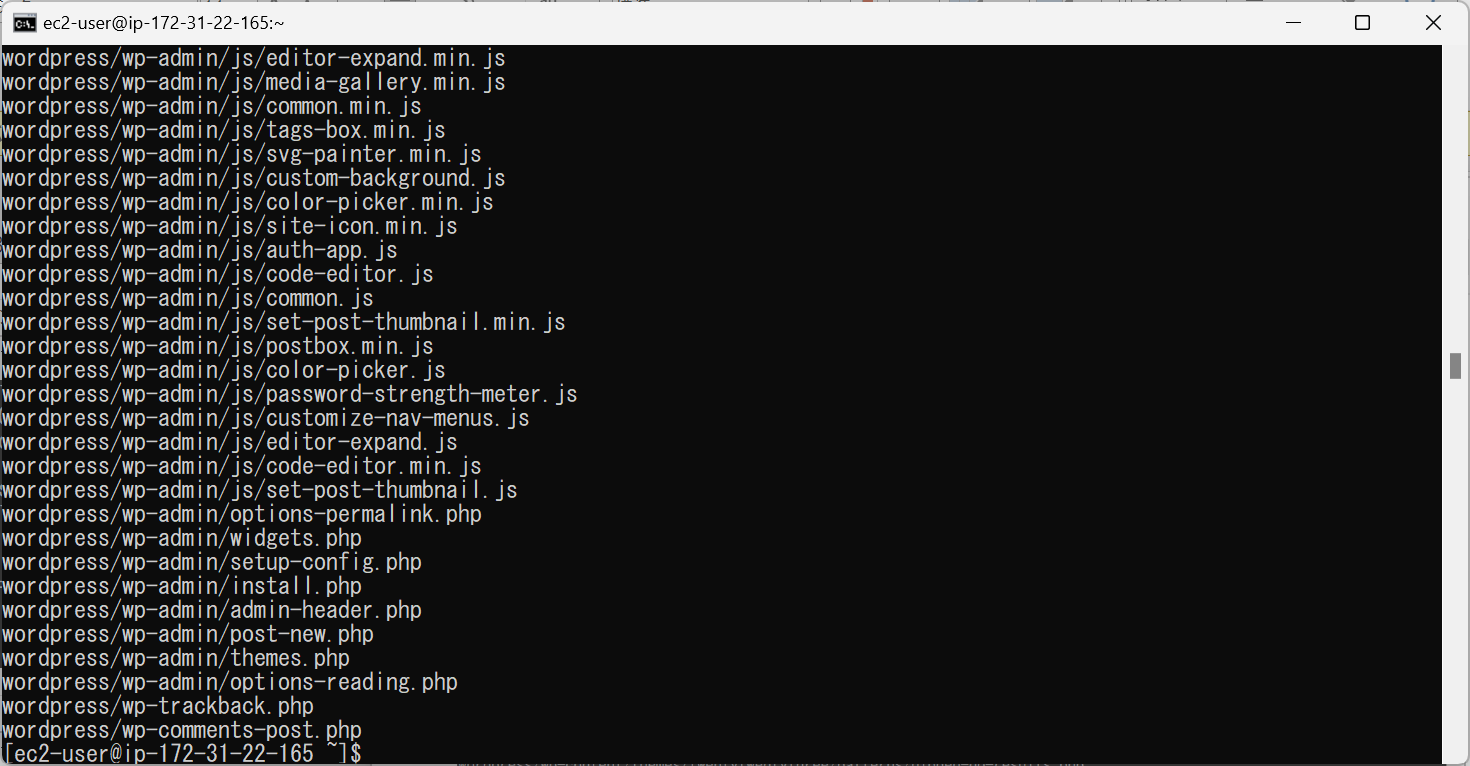 ec2-user@ip-172-31-22-165:~
wordpress/wp-admin/js/editor-expand.min.js
wordpress/wp-admin/js/media-gallery.min.js
wordpress/wp-admin/js/common.min.js
wordpress/wp-admin/js/tags-box.min.js
wordpress/wp-admin/js/svg-painter.min.js
wordpress/wp-admin/js/custom-background.js
wordpress/wp-admin/js/color-picker.min.js
wordpress/wp-admin/js/site-icon.min.js
wordpress/wp-admin/js/auth-app.js
wordpress/wp-admin/js/code-editor.js
wordpress/wp-admin/js/common.js
wordpress/wp-admin/js/set-post-thumbnail.min.js
wordpress/wp-admin/js/postbox.min.js
wordpress/wp-admin/js/color-picker.js
wordpress/wp-admin/js/password-strength-meter.js
wordpress/wp-admin/js/customize-nav-menus.js
wordpress/wp-admin/js/editor-expand.js
wordpress/wp-admin/js/code-editor.min.js
wordpress/wp-admin/js/set-post-thumbnail.js
wordpress/wp-admin/options-permalink.php
wordpress/wp-admin/widgets.php
wordpress/wp-admin/setup-config.php
wordpress/wp-admin/install.php
wordpress/wp-admin/admin-header.php
wordpress/wp-admin/post-new.php
wordpress/wp-admin/themes.php
wordpress/wp-admin/options-reading.php
wordpress/wp-trackback.php
wordpress/wp-comments-post.php
[ec2-user@ip-172-31-22-165 ~]$